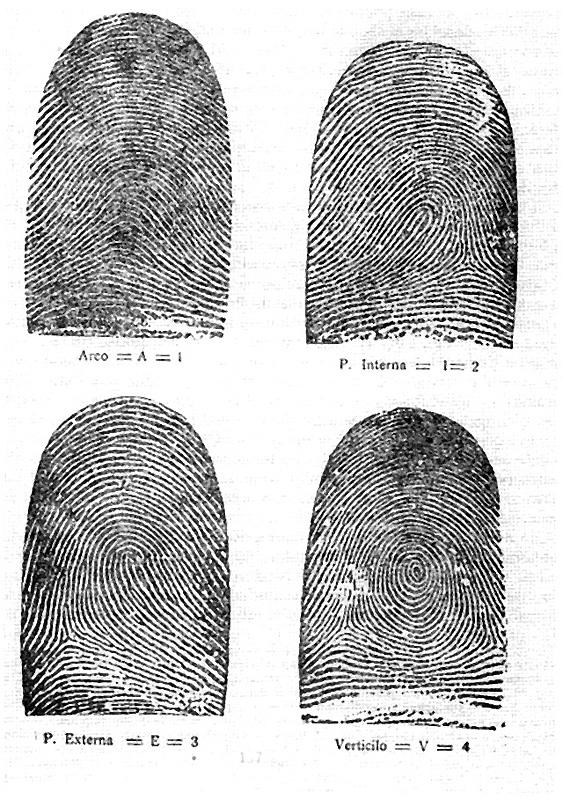 Arco = A = 1
P. Interna = I = 2
P. Externa = E = 3
Verticilo = V = 4